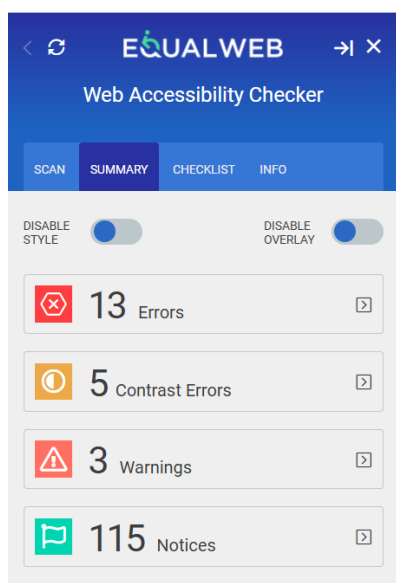 EQUALWEB
Web Accessibility Checker
SCAN SUMMARY CHECKLIST INFO
DISABLE STYLE
DISABLE OVERLAY
13 Errors
5 Contrast Errors
3 Warnings
115 Notices